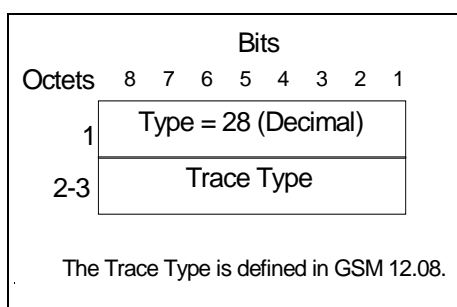 Bits
Octets 8 7 6 5 4 3 2 1
1 Type = 28 (Decimal)
2-3 Trace Type
The Trace Type is defined in GSM 12.08.
.